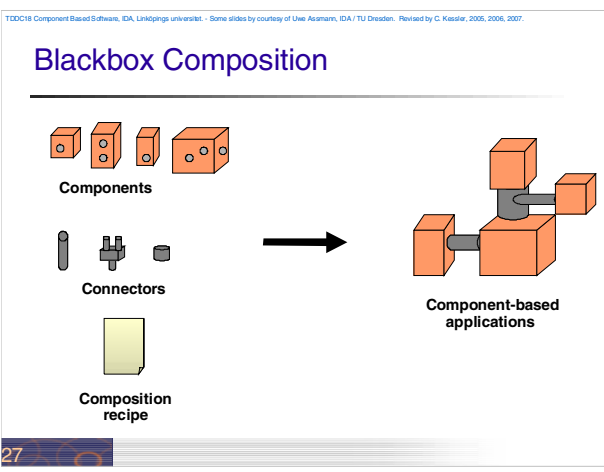 TDDC18 Component Based Software, IDA, Linköpings universitet. - Some slides by courtesy of Uwe Assmann, IDA / TU Dresden. Revised by C. Kessler, 2005, 2006, 2007.
Blackbox Composition
Components
Connectors
Composition
recipe
Component-based
applications
27